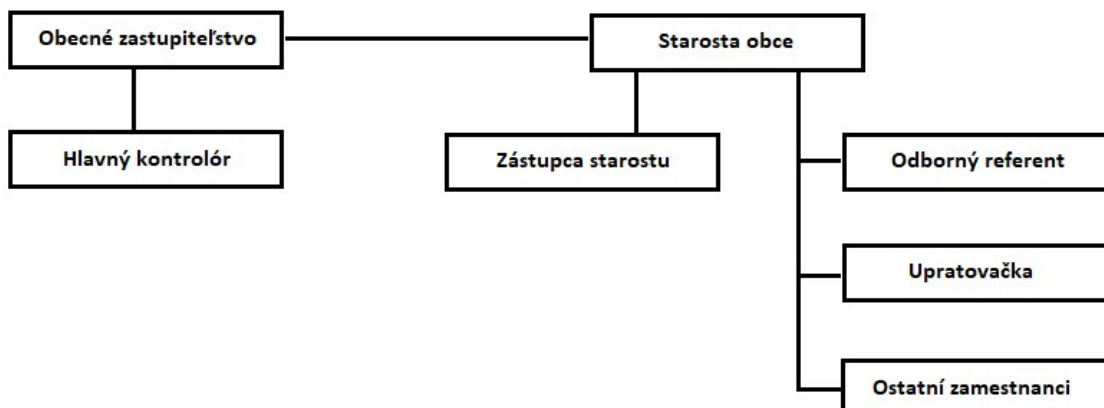 Obecné zastupiteľstvo
Starosta obce
Hlavný kontrolór
Zástupca starostu
Odborný referent
Upratovačka
Ostatní zamestnanci